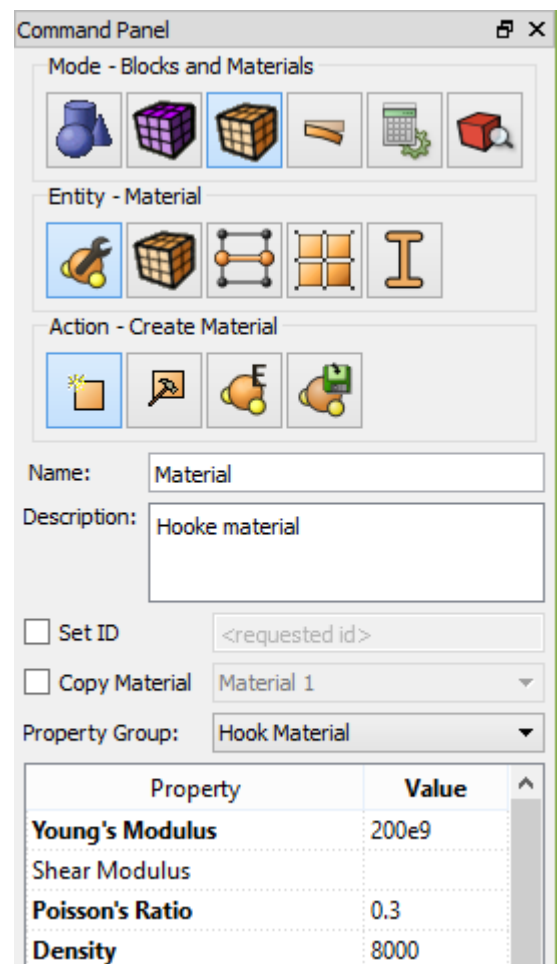 Command Panel
Mode - Blocks and Materials
Entity - Material
Action - Create Material
E
Name: Material
Description: Hooke material
Set ID <requested id>
Copy Material Material 1
Property Group: Hook Material
Property Value
Young's Modulus 200e9
Shear Modulus
Poisson's Ratio 0.3
Density 8000